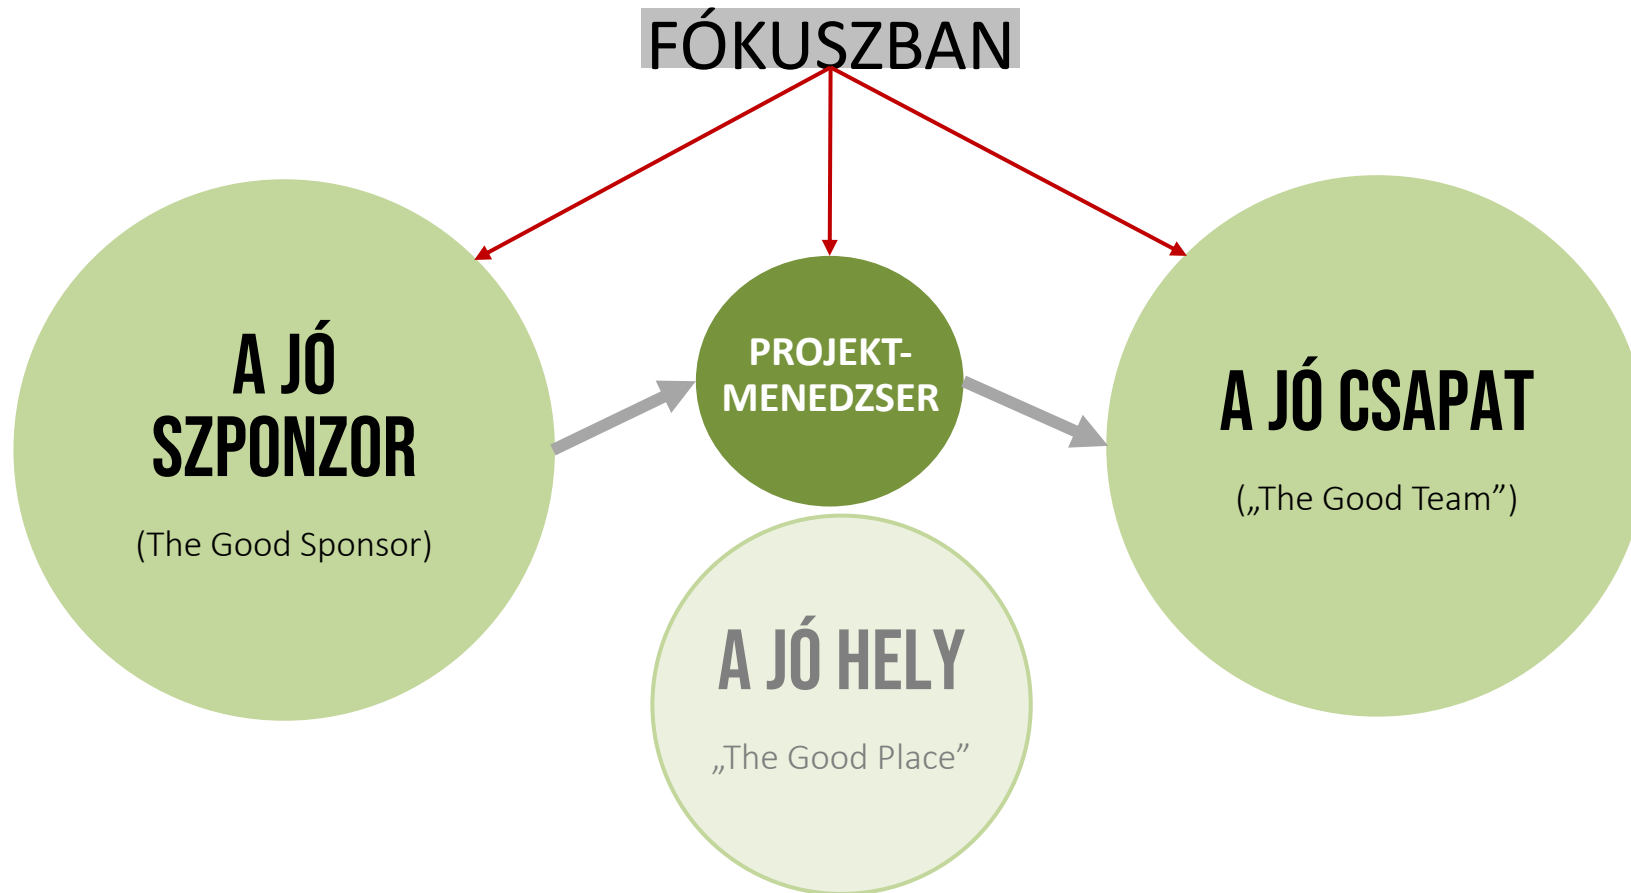 FÓKUSZBAN
A JÓ
SZPONZOR
(The Good Sponsor)
PROJEKT-
MENEDZSER
A JÓ CSAPAT
(„The Good Team”)
A JÓ HELY
„The Good Place”